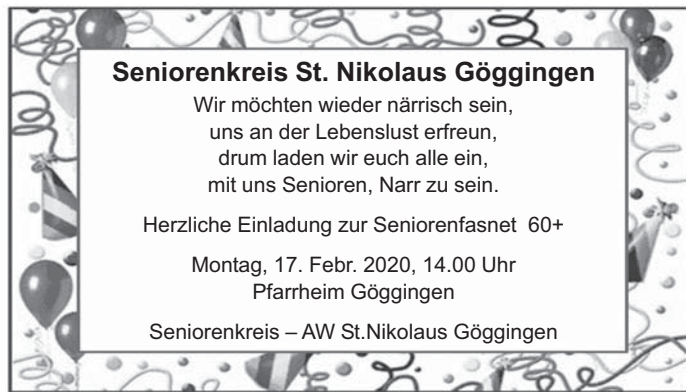 Seniorenkreis St. Nikolaus Göggingen
Wir möchten wieder närrisch sein,
uns an der Lebenslust erfreun,
drum laden wir euch alle ein,
mit uns Senioren, Narr zu sein.
Herzliche Einladung zur Seniorenfasnet 60+
Montag, 17. Febr. 2020, 14.00 Uhr
Pfarrheim Göggingen
Seniorenkreis – AW St.Nikolaus Göggingen